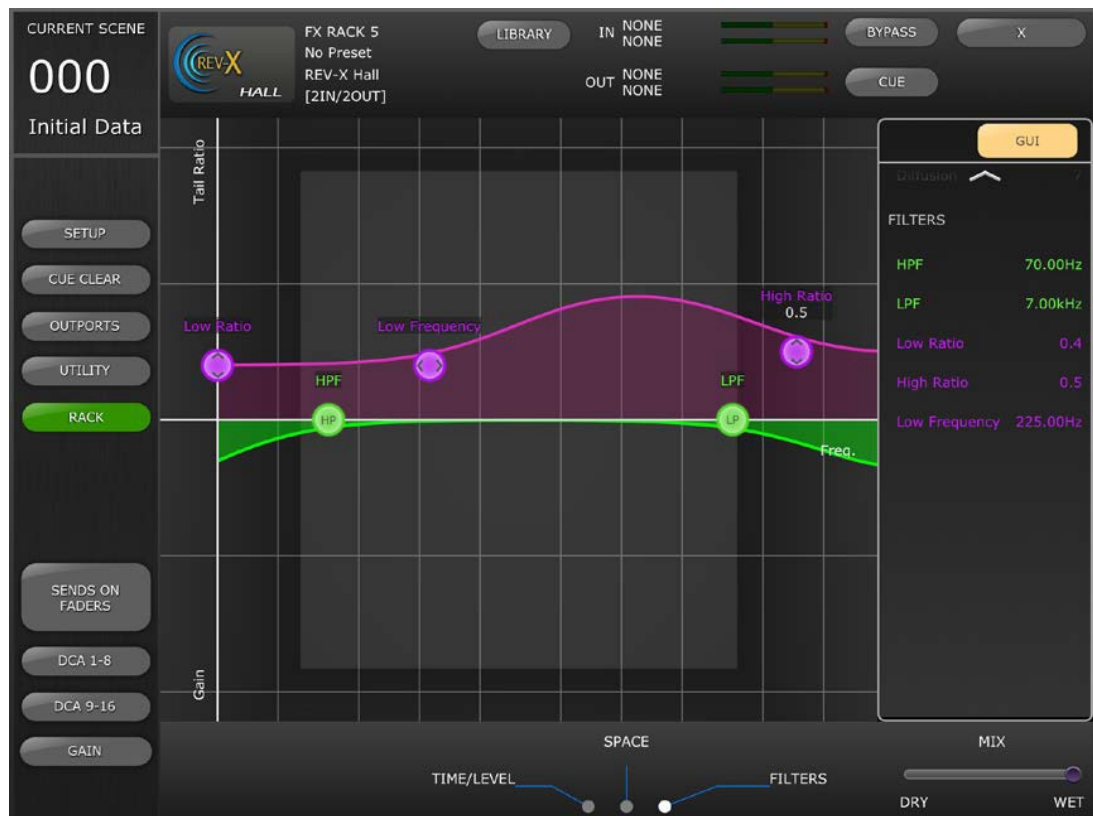 CURRENT SCENE
000
Initial Data
REV-X
HALL
FX RACK 5
No Preset
REV-X Hall
[2IN/2OUT]
LIBRARY
IN NONE
NONE
OUT NONE
NONE
BYPASS
X
CUE
SETUP
CUE CLEAR
OUTPORTS
UTILITY
RACK
SENDS ON
FADERS
DCA 1-8
DCA 9-16
GAIN
Tail Ratio
Low Ratio
Low Frequency
High Ratio
0.5
HPF
HP
LPF
LP
Freq.
Gain
GUI
Diffusion 7
FILTERS
HPF 70.00Hz
LPF 7.00kHz
Low Ratio 0.4
High Ratio 0.5
Low Frequency 225.00Hz
TIME/LEVEL
SPACE
FILTERS
MIX
DRY WET